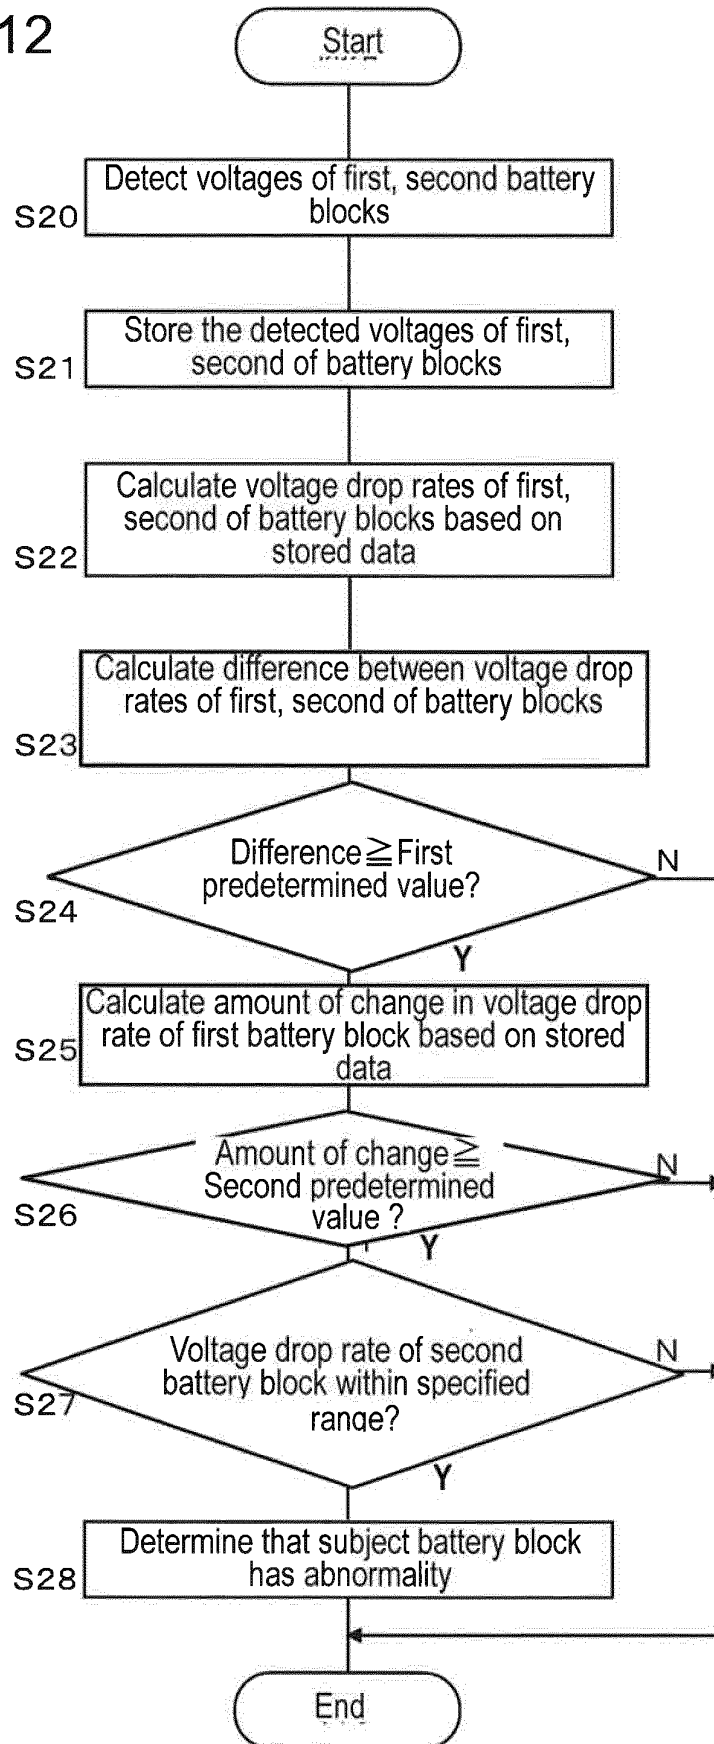 12
Start
Detect voltages of first, second battery
blocks
S20
Store the detected voltages of first,
second of battery blocks
S21
Calculate voltage drop rates of first,
second of battery blocks based on
stored data
S22
Calculate difference between voltage drop
rates of first, second of battery blocks
S23
Difference≧First
predetermined value?
N
S24
Y
Calculate amount of change in voltage drop
rate of first battery block based on stored
data
S25
Amount of change≧
Second predetermined
value ?
N
S26
Y
Voltage drop rate of second
battery block within specified
range?
N
S27
Y
Determine that subject battery block
has abnormality
S28
End